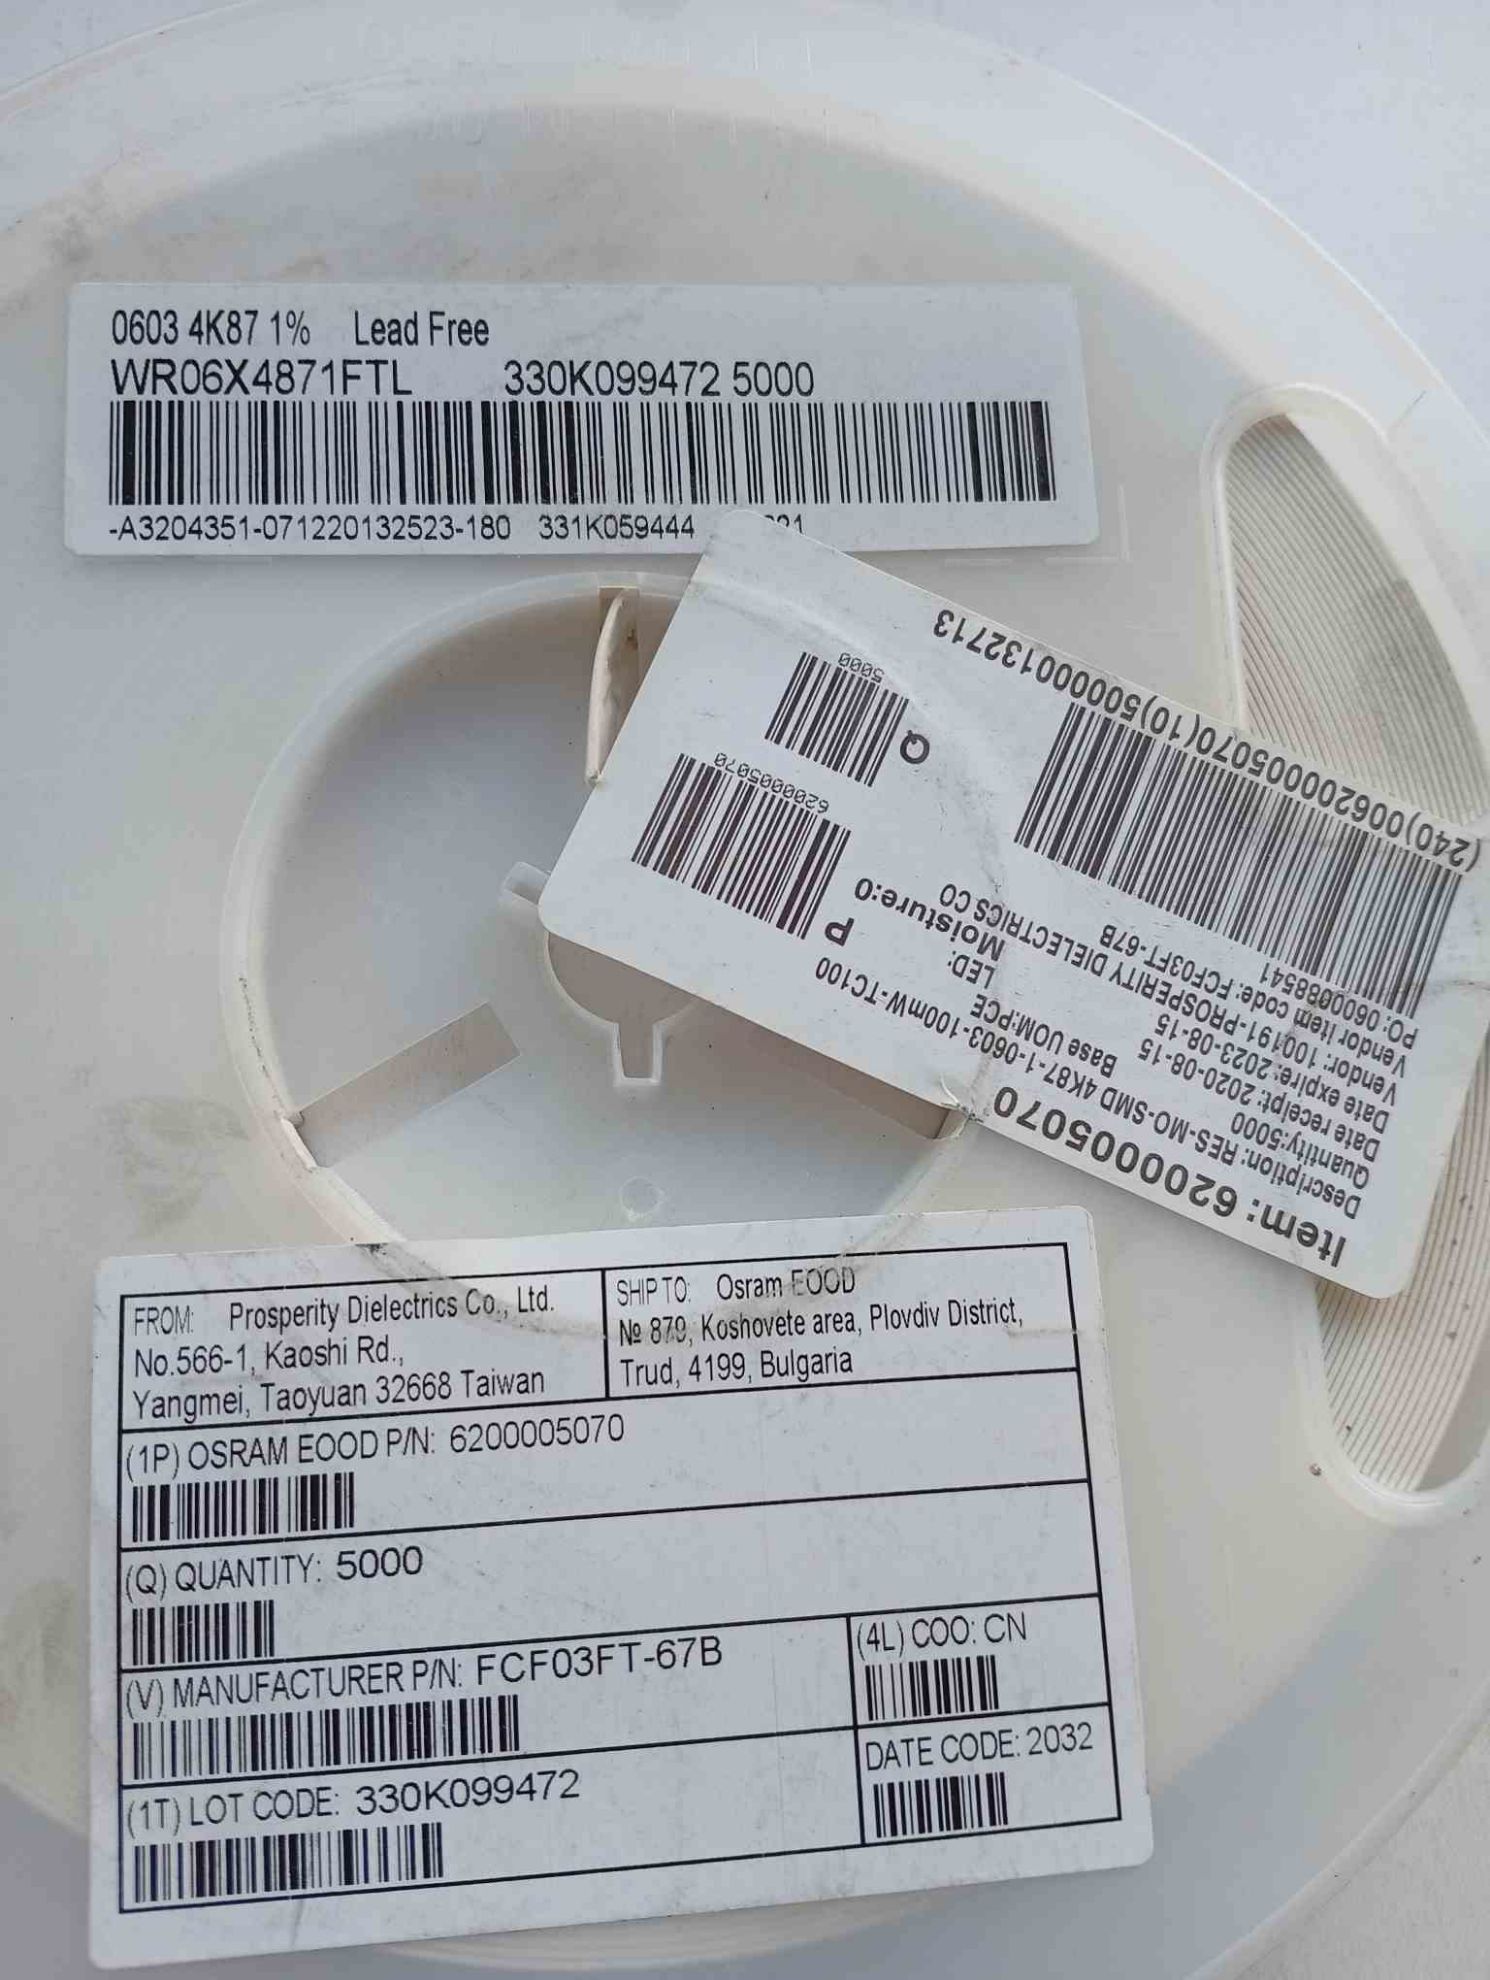 0603 4K87 1% Lead Free
WR06X4871FTL 330K099472 5000
-A3204351-071220132523-180 331K059444
Item: 6200005070
Description: RES-MO-SMD 4K87-1-0603-100mW-TC100
Quantity:5000 Base UOM:PCE
Date receipt: 2020-08-15 LED:
Date expire: 2023-08-15 Moisture:0
Vendor: 100191-PROSPERITY DIELECTRICS CO
Vendor item code: FCF03FT-67B
PO: 0600088541
P
6200005070
Q
5000
(240)006200005070(10)5000000132713
FROM: Prosperity Dielectrics Co., Ltd.
No.566-1, Kaoshi Rd.,
Yangmei, Taoyuan 32668 Taiwan
SHIP TO: Osram EOOD
№ 879, Koshovete area, Plovdiv District,
Trud, 4199, Bulgaria
(1P) OSRAM EOOD P/N: 6200005070
(Q) QUANTITY: 5000
(V) MANUFACTURER P/N: FCF03FT-67B
(4L) COO: CN
(1T) LOT CODE: 330K099472
DATE CODE: 2032